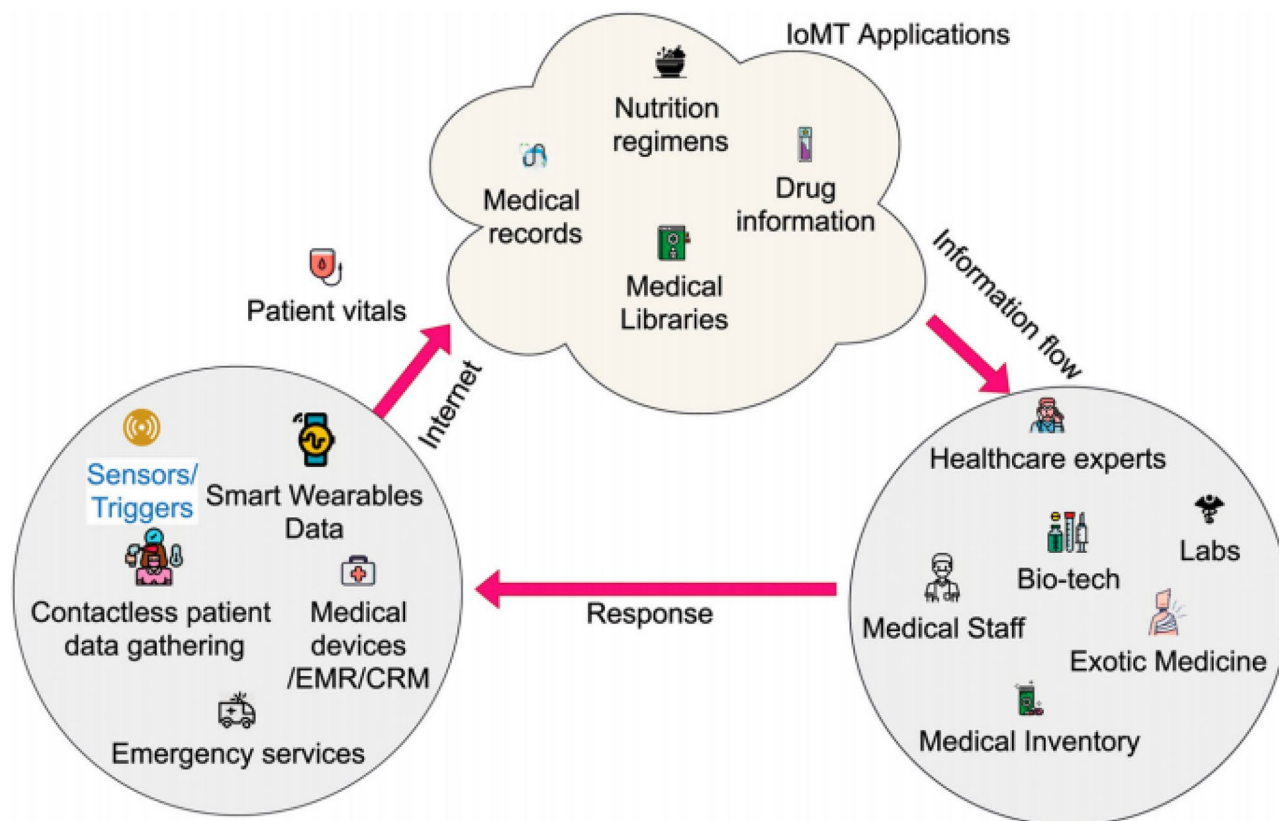 IoMT Applications
Nutrition
regimens
Medical
records
Drug
information
Medical
Libraries
Patient vitals
Internet
Information flow
Sensors/
Triggers
Smart Wearables
Data
Contactless patient
data gathering
Medical
devices
/EMR/CRM
Emergency services
Response
Healthcare experts
Labs
Bio-tech
Medical Staff
Exotic Medicine
Medical Inventory